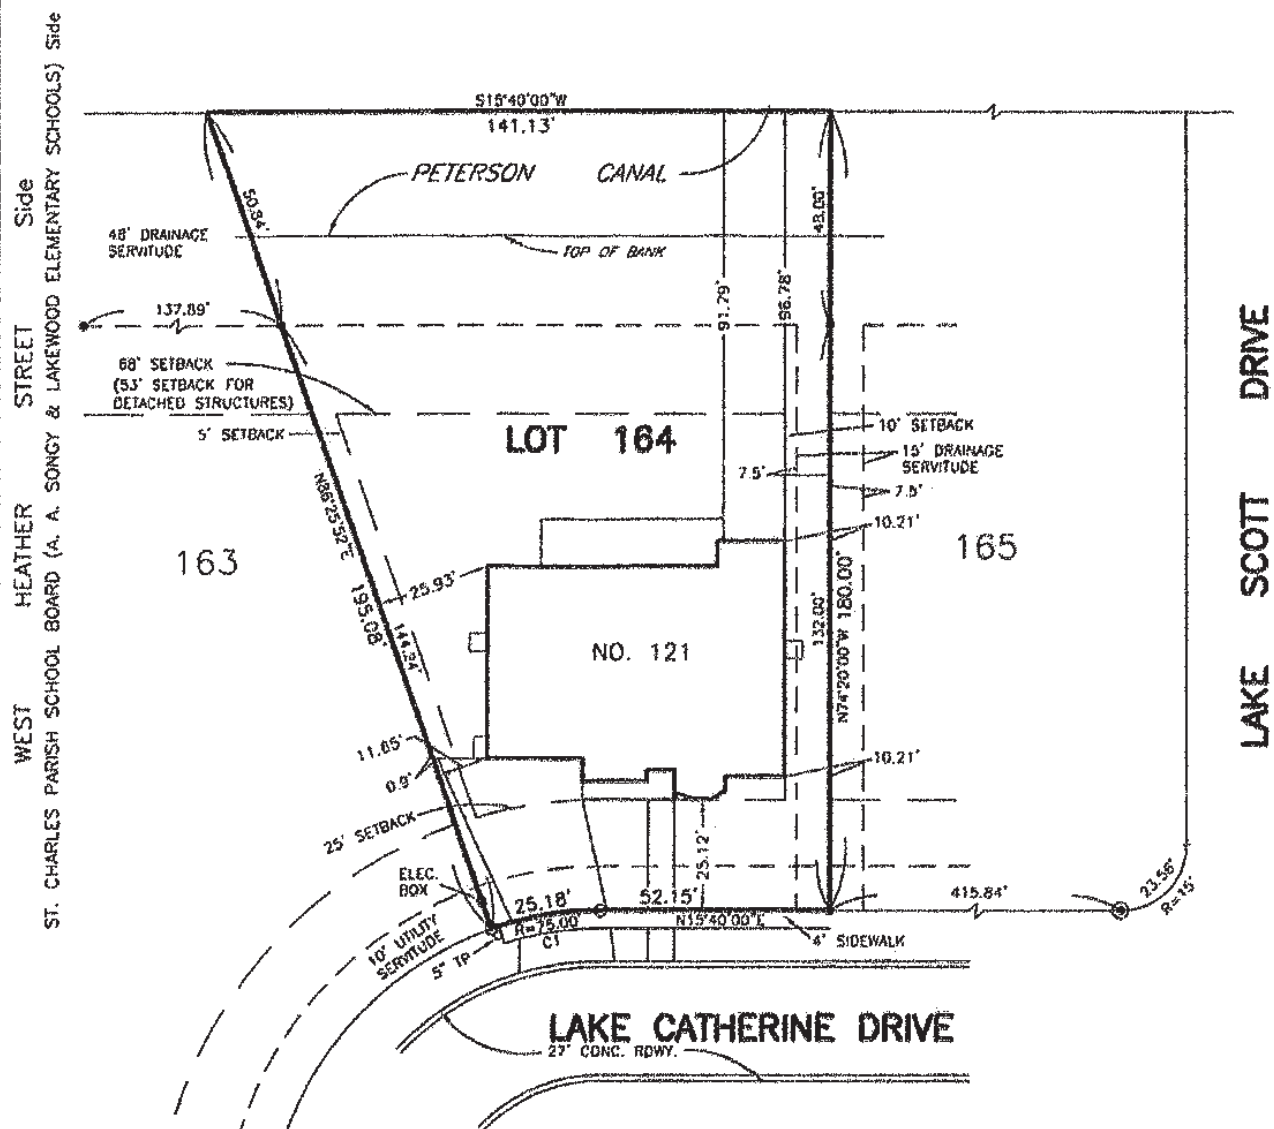 S15°40'00"W
141.13'
PETERSON CANAL
50.34'
48.00'
48' DRAINAGE
SERVITUDE
TOP OF BANK
91.79'
96.78'
137.89'
68' SETBACK
(53' SETBACK FOR
DETACHED STRUCTURES)
5' SETBACK
LOT 164
10' SETBACK
15' DRAINAGE
SERVITUDE
7.5'
7.5'
10.21'
163
165
N86°25'52"E 195.08'
25.93'
144.24'
NO. 121
132.00'
N74°20'00"W 180.00'
11.85'
0.9'
10.21'
25' SETBACK
25.12'
ELEC.
BOX
25.18'
52.15'
R=75.00'
C1
N15°40'00"E
415.84'
23.56'
R=15'
10' UTILITY
SERVITUDE
5" TP
4' SIDEWALK
LAKE CATHERINE DRIVE
27' CONC. RDWY.
WEST HEATHER STREET Side
ST. CHARLES PARISH SCHOOL BOARD (A. A. SONGY & LAKEWOOD ELEMENTARY SCHOOLS) Side
LAKE SCOTT DRIVE